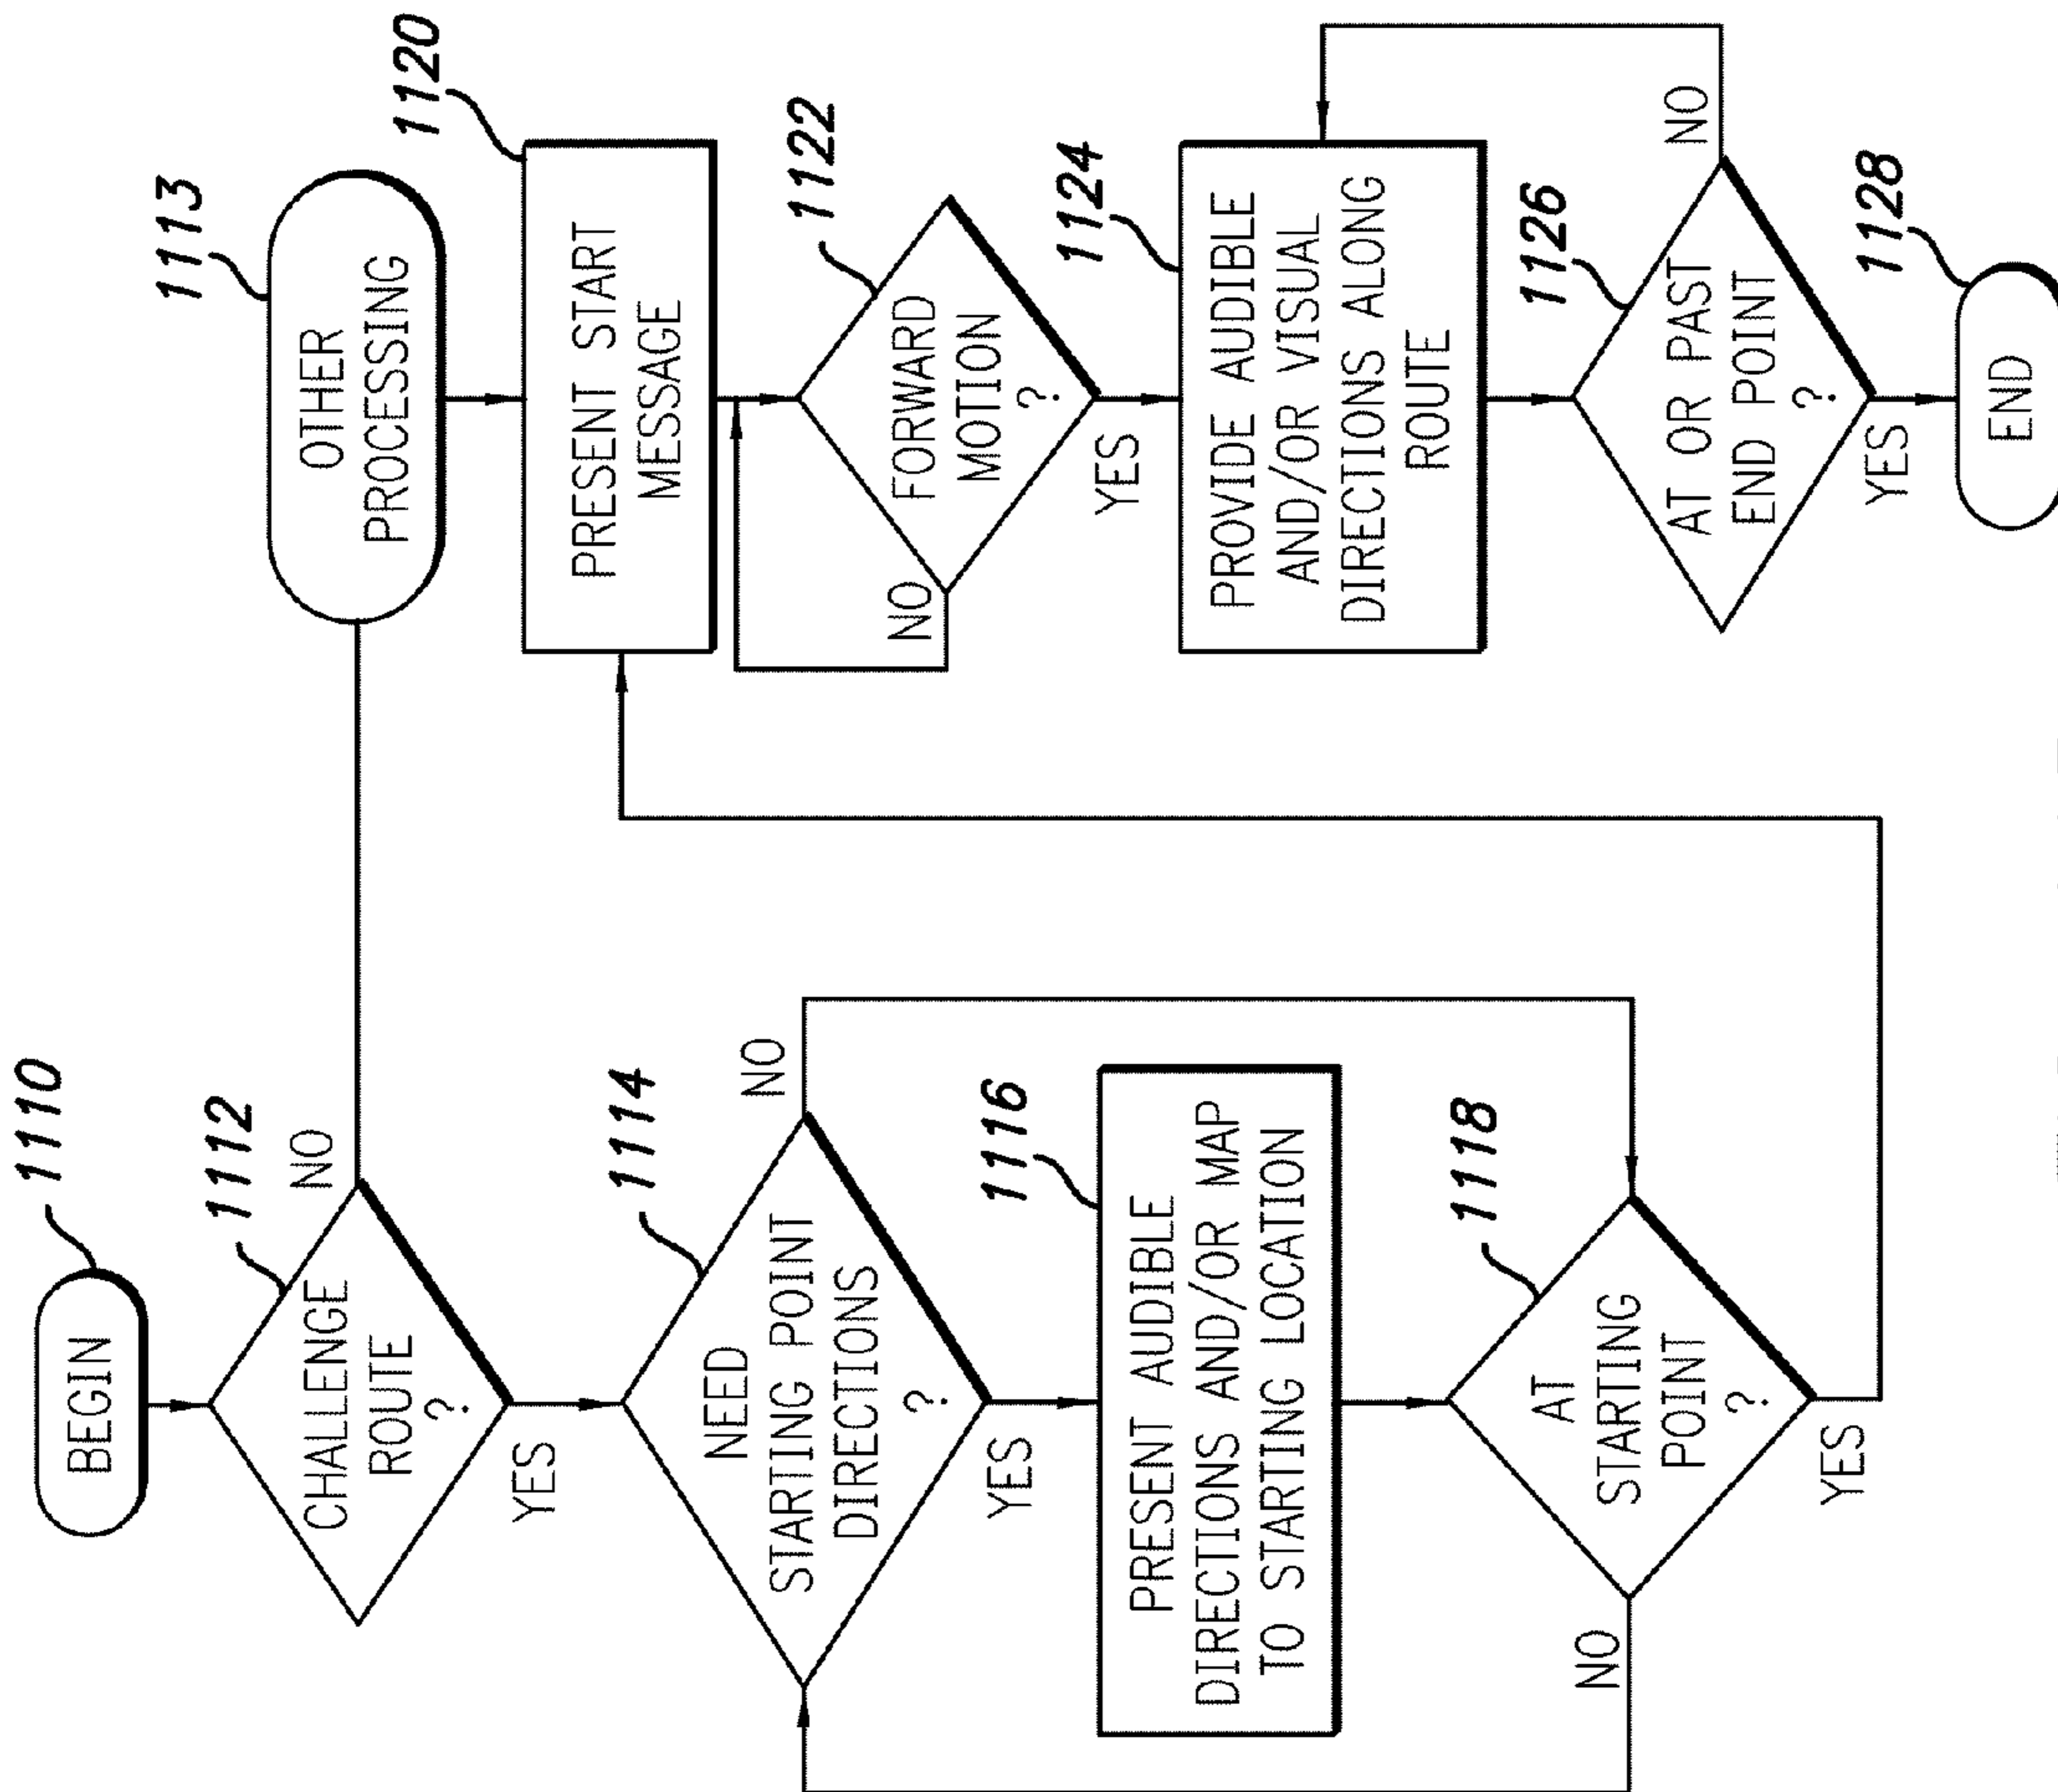 1110
BEGIN
1112
CHALLENGE
ROUTE
?
NO
YES
1114
NEED
STARTING POINT
DIRECTIONS
?
NO
YES
1116
PRESENT AUDIBLE
DIRECTIONS AND/OR MAP
TO STARTING LOCATION
1118
AT
STARTING
POINT
?
NO
YES
1113
OTHER
PROCESSING
1120
PRESENT START
MESSAGE
1122
FORWARD
MOTION
?
NO
YES
1124
PROVIDE AUDIBLE
AND/OR VISUAL
DIRECTIONS ALONG
ROUTE
1126
AT OR PAST
END POINT
?
NO
YES
1128
END